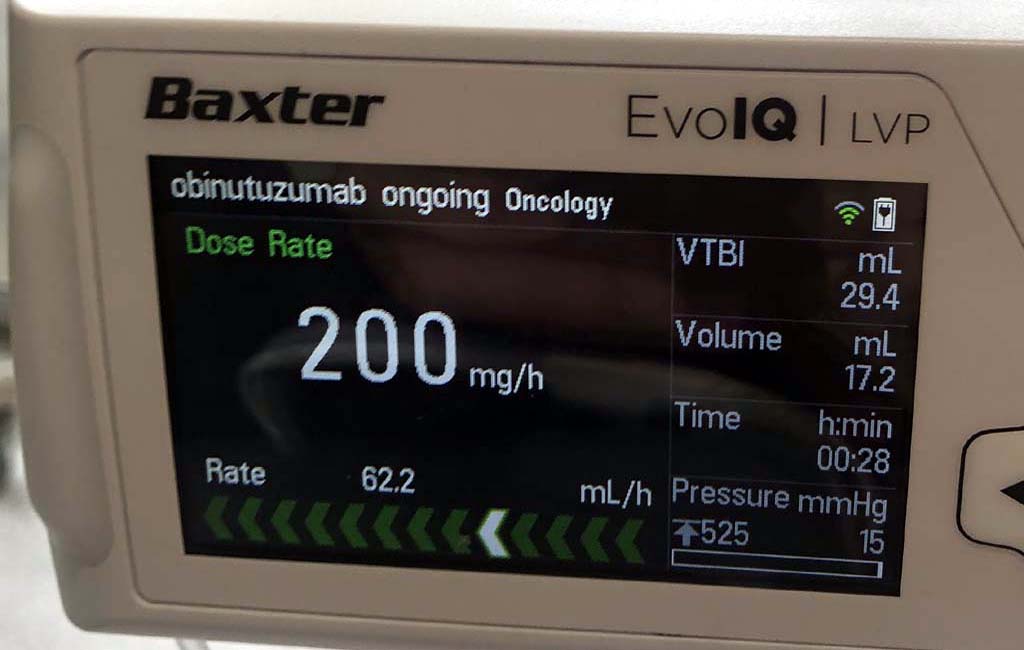 Baxter
EvoIQ | LVP
obinutuzumab ongoing Oncology
Dose Rate
200 mg/h
Rate 62.2 mL/h
VTBI mL
29.4
Volume mL
17.2
Time h:min
00:28
Pressure mmHg
525 15